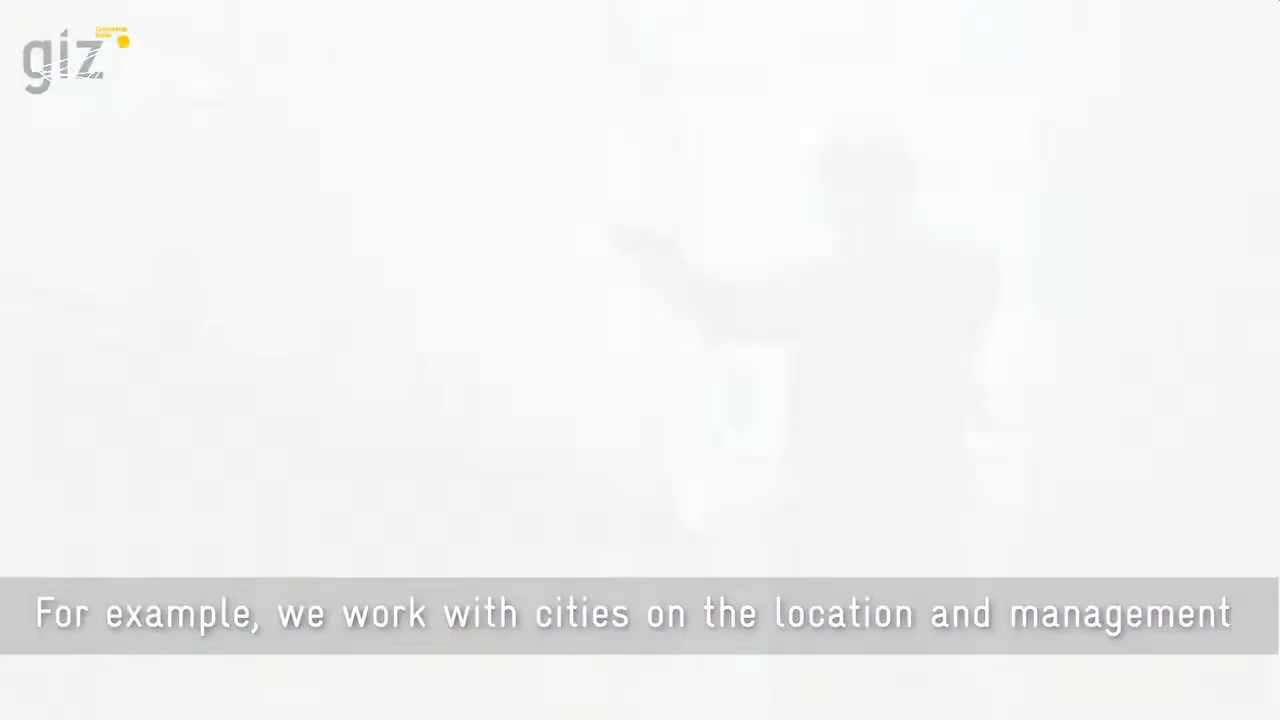 giz
For example, we work with cities on the location and management